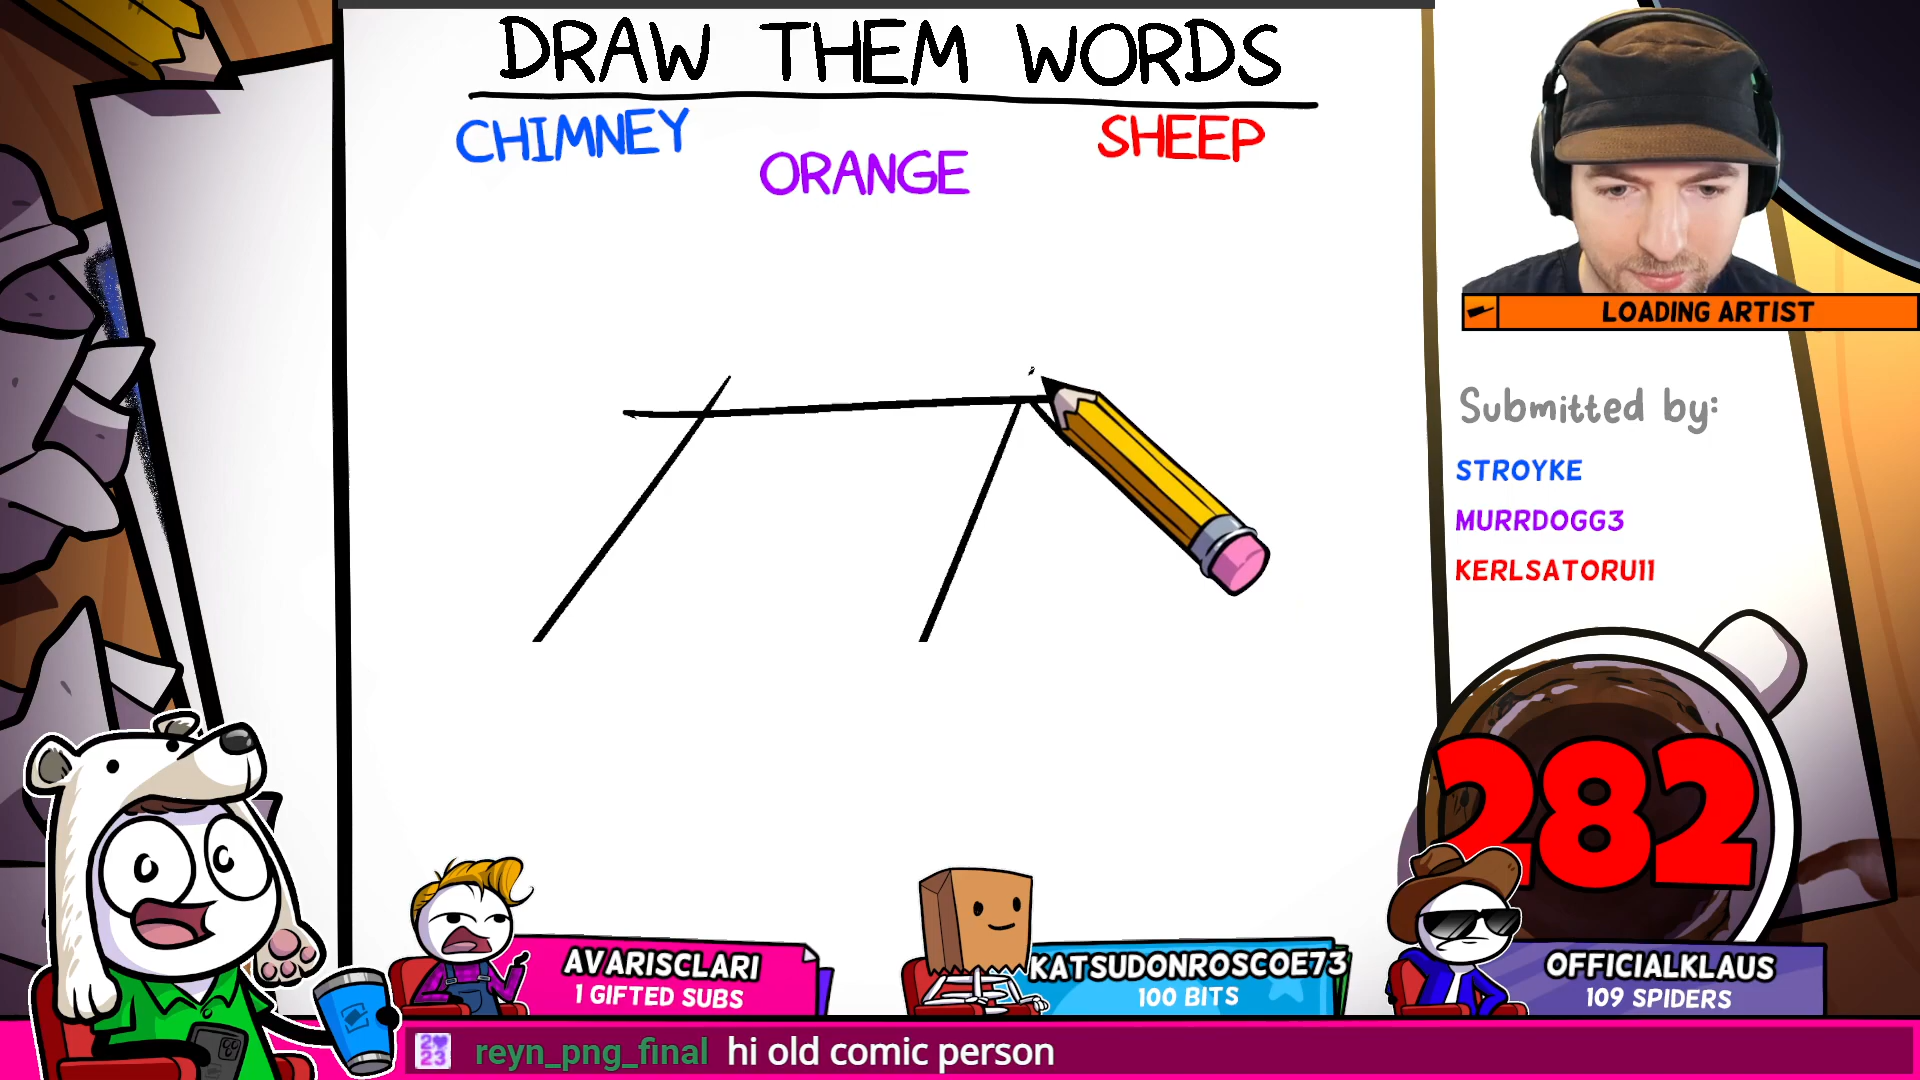 DRAW THEM WORDS
CHIMNEY
ORANGE
SHEEP
LOADING ARTIST
Submitted by:
STROYKE
MURRDOGG3
KERLSATORU11
282
AVARISCLARI
1 GIFTED SUBS
KATSUDONROSCOE73
100 BITS
OFFICIALKLAUS
109 SPIDERS
2023
reyn_png_final hi old comic person